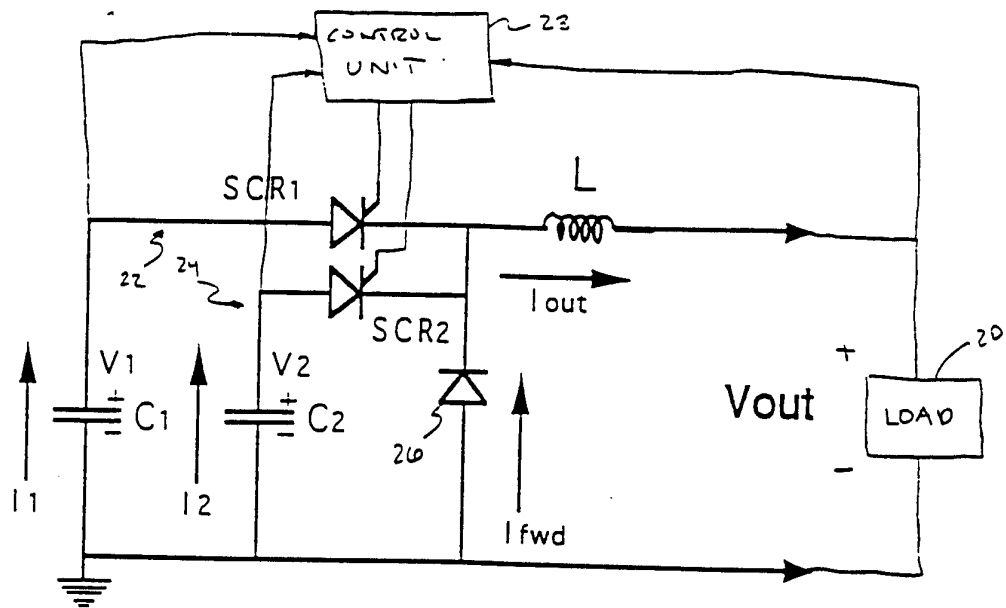 CONTROL
UNIT
23
SCR1
L
22
24
SCR2
Iout
V1
V2
+
+
+
C1
C2
-
-
26
Vout
20
LOAD
-
I1
I2
Ifwd